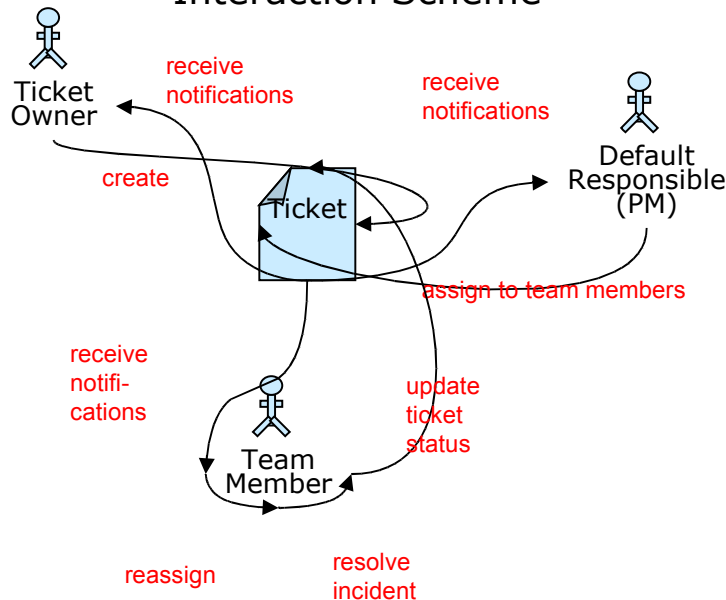 Interaction Scheme
receive
notifications
receive
notifications
Ticket
Owner
Default
Responsible
(PM)
create
Ticket
assign to team members
receive
notifi-
cations
update
ticket
status
Team
Member
reassign
resolve
incident